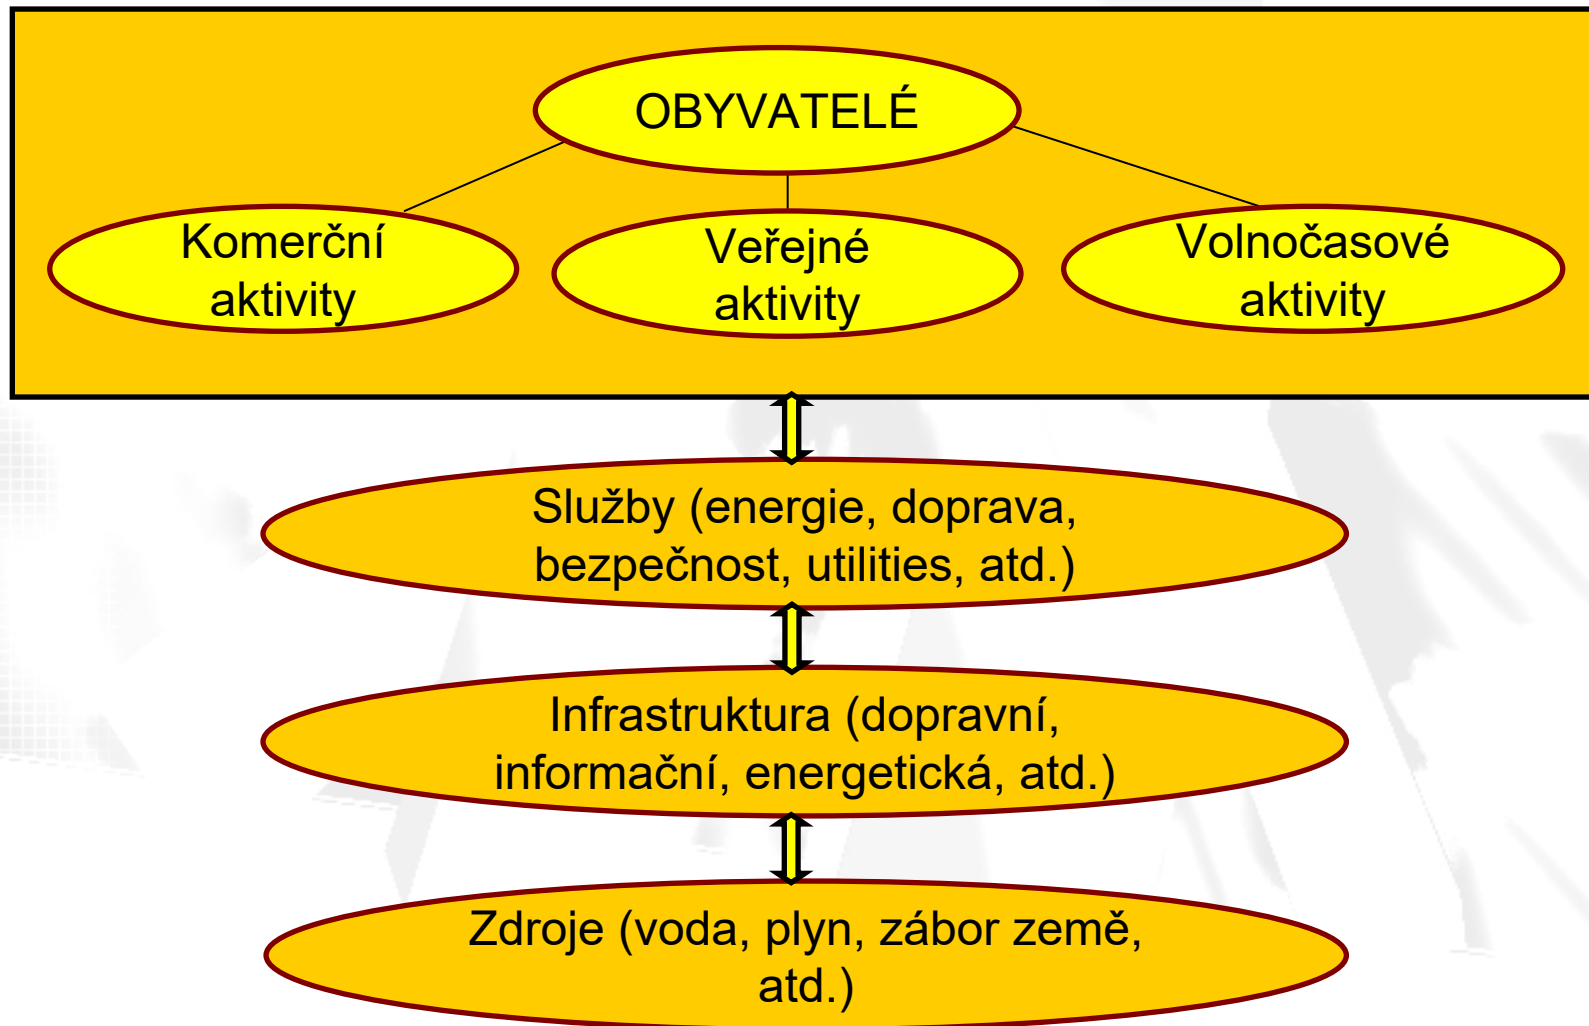 OBYVATELÉ
Komerční
aktivity
Veřejné
aktivity
Volnočasové
aktivity
Služby (energie, doprava,
bezpečnost, utilities, atd.)
Infrastruktura (dopravní,
informační, energetická, atd.)
Zdroje (voda, plyn, zábor země,
atd.)